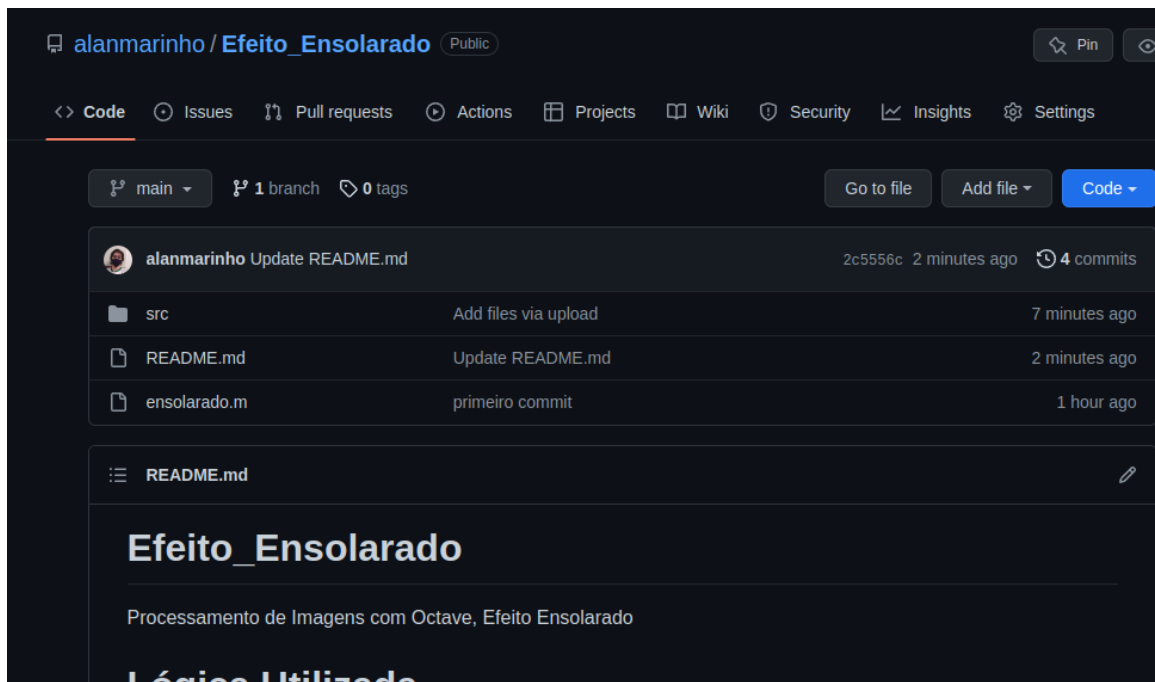 alanmarinho / Efeito_Ensolarado Public Pin
Code Issues Pull requests Actions Projects Wiki Security Insights Settings
main 1 branch 0 tags Go to file Add file Code
alanmarinho Update README.md 2c5556c 2 minutes ago 4 commits
src Add files via upload 7 minutes ago
README.md Update README.md 2 minutes ago
ensolarado.m primeiro commit 1 hour ago
README.md
Efeito_Ensolarado
Processamento de Imagens com Octave, Efeito Ensolarado
Lógica Utilizada